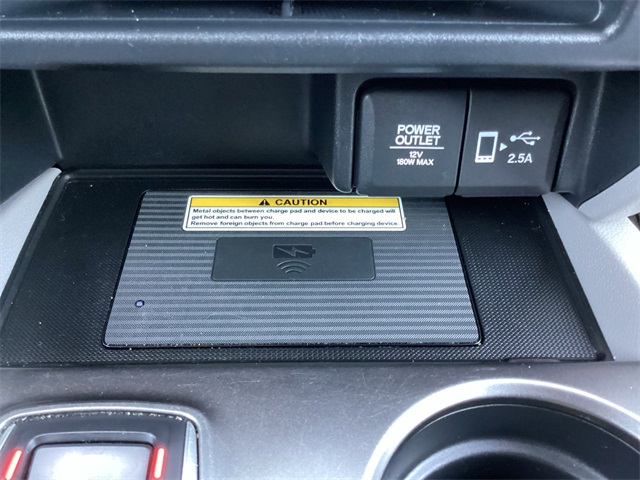 POWER
OUTLET
12V
180W MAX
2.5A
CAUTION
Metal objects between charge pad and device to be charged will
get hot and can burn you.
Remove foreign objects from charge pad before charging device.